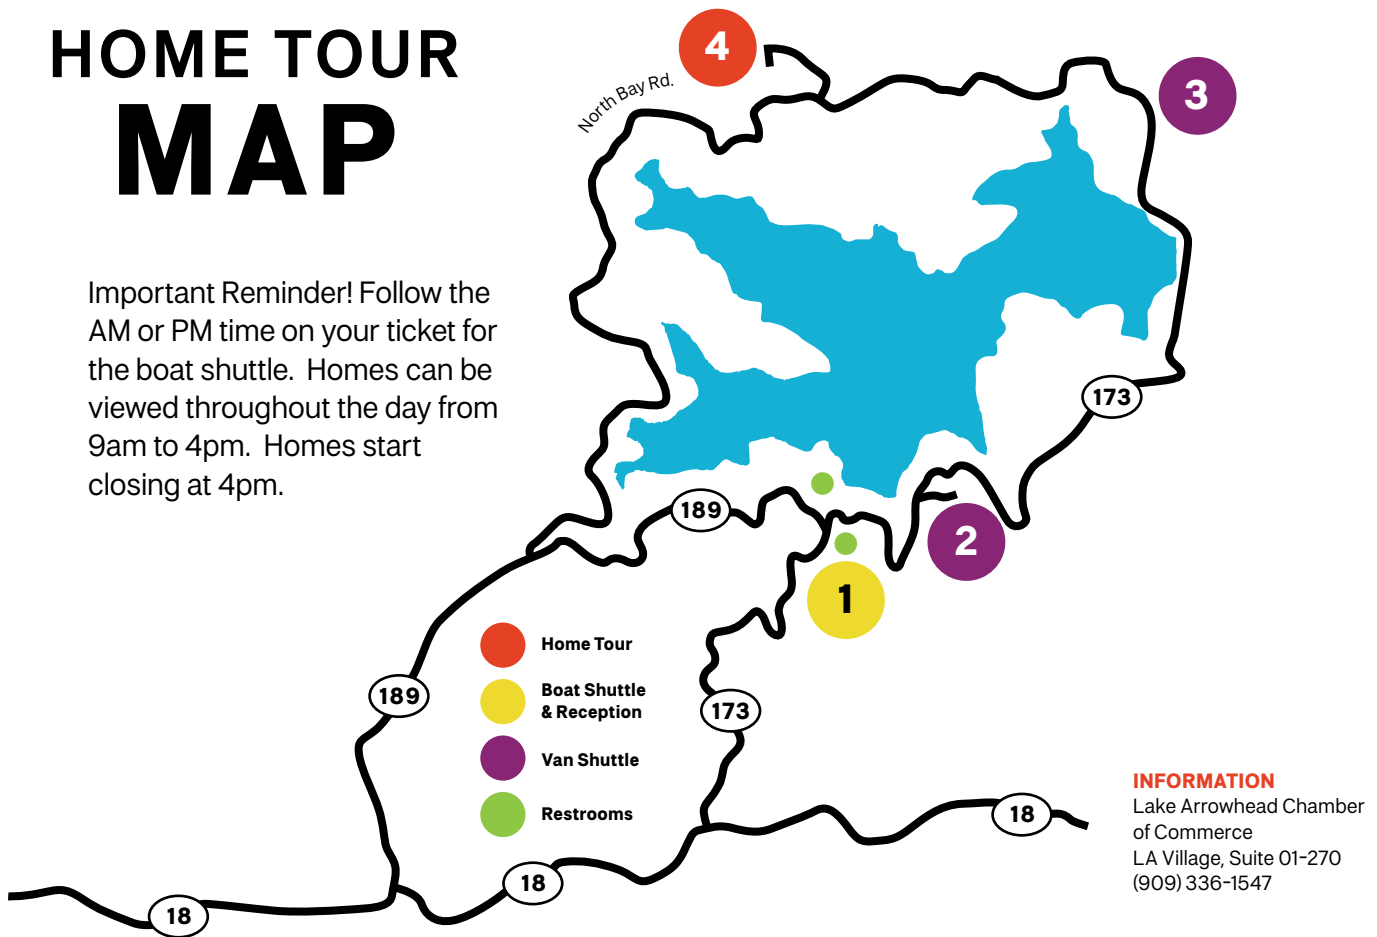 HOME TOUR
MAP
Important Reminder! Follow the
AM or PM time on your ticket for
the boat shuttle.  Homes can be
viewed throughout the day from
9am to 4pm.  Homes start
closing at 4pm.
4
North Bay Rd.
3
173
189
2
1
189
Home Tour
Boat Shuttle
& Reception
Van Shuttle
Restrooms
173
18
18
18
INFORMATION
Lake Arrowhead Chamber
of Commerce
LA Village, Suite 01-270
(909) 336-1547